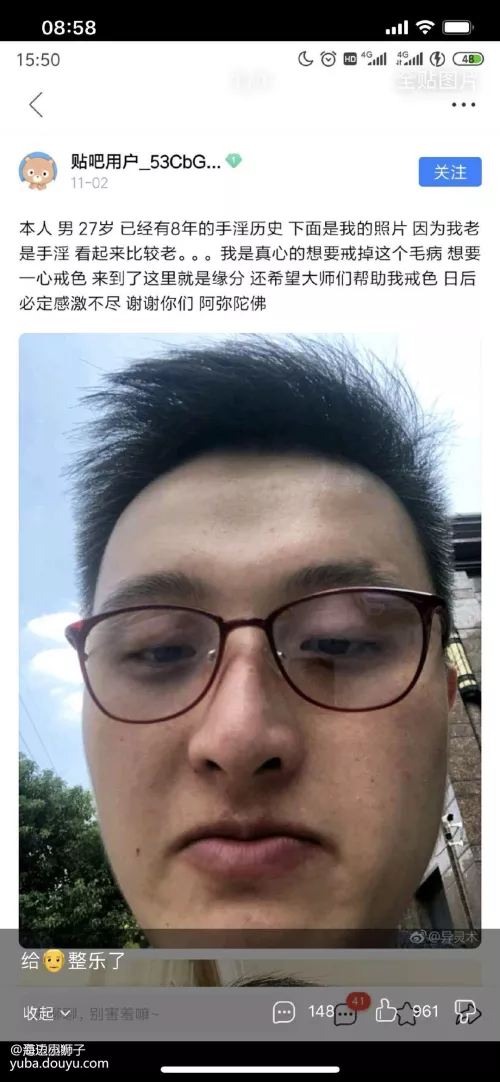 08:58
15:50
HD 4G 4G 48
全贴图片
贴吧用户_53CbG...
1
11-02
关注
本人 男 27岁 已经有8年的手淫历史 下面是我的照片 因为我老
是手淫 看起来比较老。。。我是真心的想要戒掉这个毛病 想要
一心戒色 来到了这里就是缘分 还希望大师们帮助我戒色 日后
必定感激不尽 谢谢你们 阿弥陀佛
@异灵术
给👴整乐了
收起
别害羞嘛~
148
41
961
yuba.douyu.com